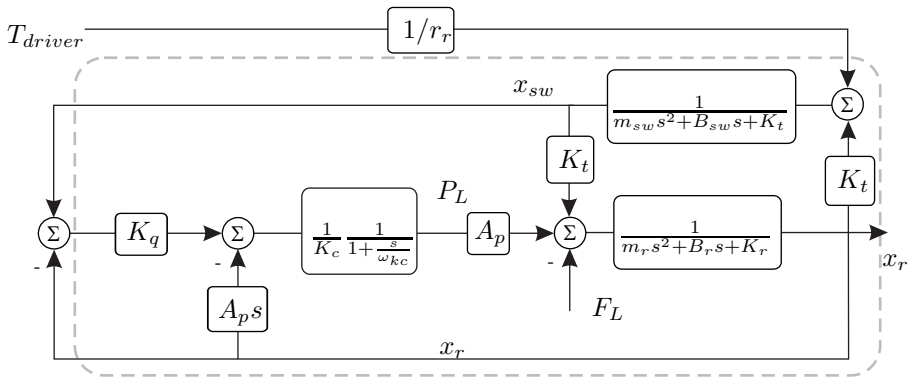 T_{driver}
1/r_r
x_{sw}
\frac{1}{m_{sw}s^2+B_{sw}s+K_t}
Σ
K_t
K_t
P_L
Σ
K_q
Σ
\frac{1}{K_c}\frac{1}{1+\frac{s}{\omega_{kc}}}
A_p
Σ
\frac{1}{m_r s^2+B_r s+K_r}
-
-
-
x_r
A_p s
F_L
x_r